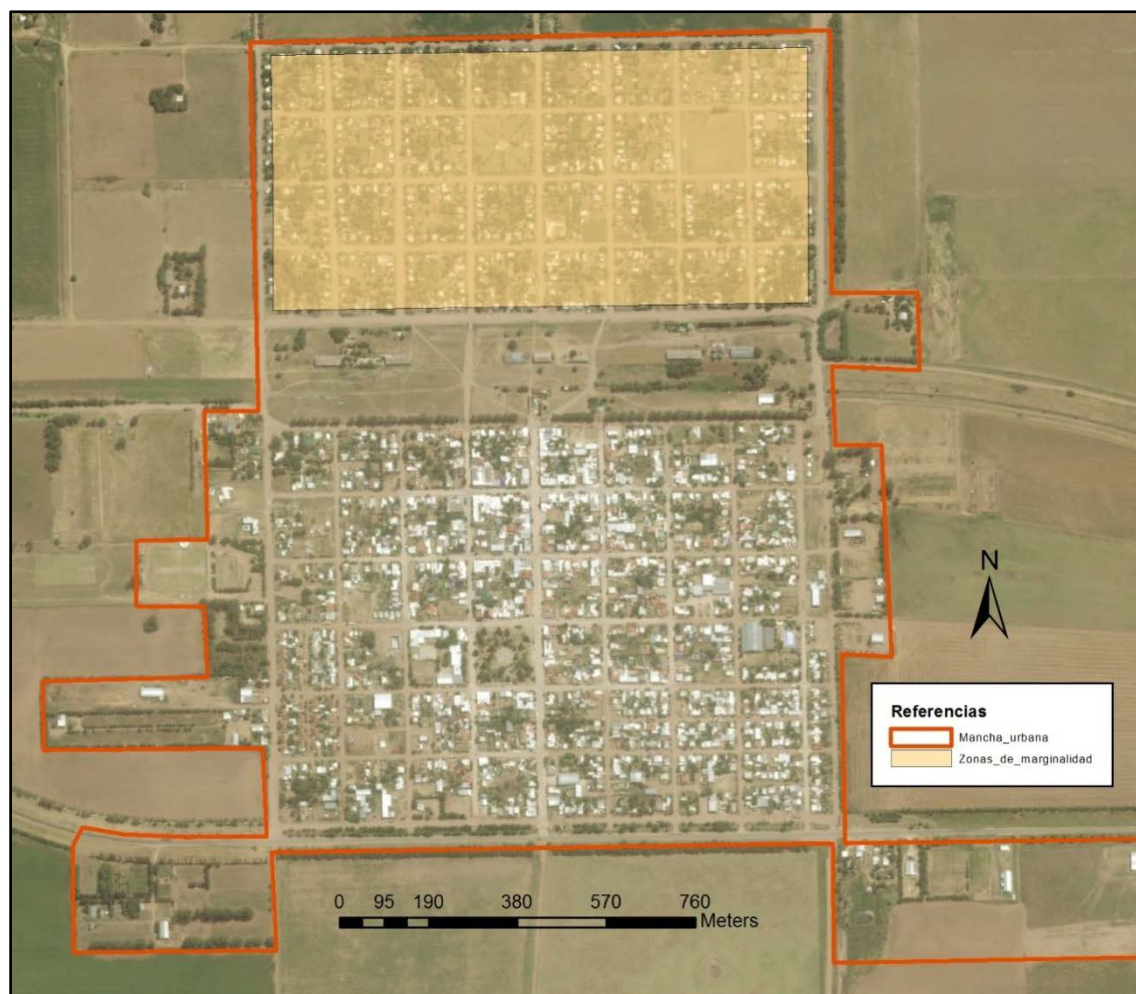 N
Referencias
Mancha_urbana
Zonas_de_marginalidad
0 95 190 380 570 760
Meters